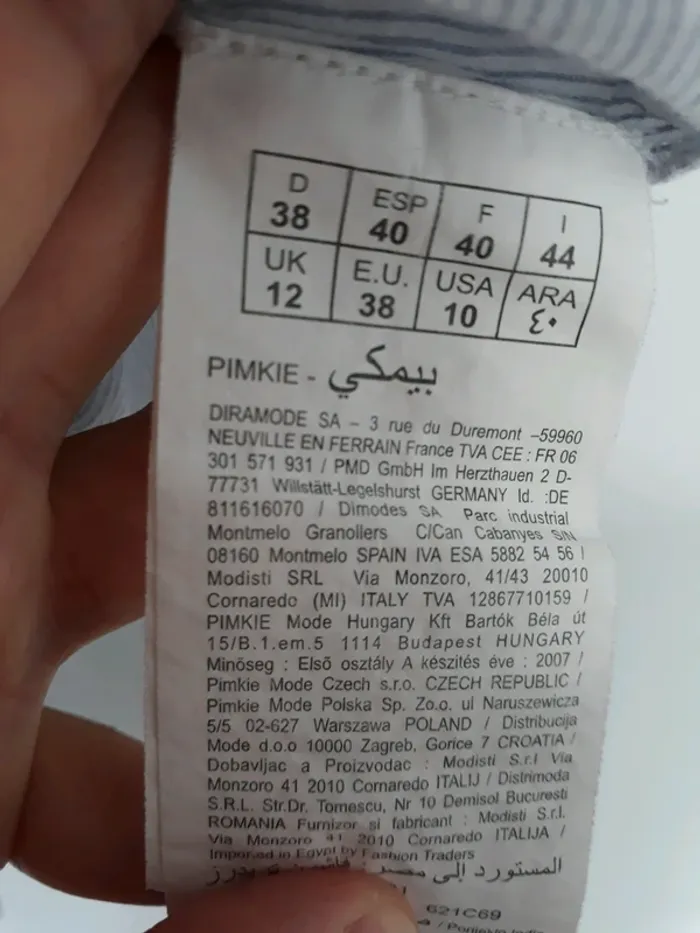 D ESP F I
38 40 40 44
UK E.U. USA ARA
12 38 10 ٤٠
PIMKIE - بيمكي
DIRAMODE SA – 3 rue du Duremont –59960
NEUVILLE EN FERRAIN France TVA CEE : FR 06
301 571 931 / PMD GmbH Im Herzthauen 2 D-
77731 Willstätt-Legelshurst GERMANY Id. :DE
811616070 / Dimodes SA Parc industrial
Montmelo Granollers C/Can Cabanyes S/N
08160 Montmelo SPAIN IVA ESA 5882 54 56 /
Modisti SRL Via Monzoro, 41/43 20010
Cornaredo (MI) ITALY TVA 12867710159 /
PIMKIE Mode Hungary Kft Bartók Béla út
15/B.1.em.5 1114 Budapest HUNGARY
Minöseg : Elsö osztály A készités éve : 2007 /
Pimkie Mode Czech s.r.o. CZECH REPUBLIC /
Pimkie Mode Polska Sp. Zo.o. ul Naruszewicza
5/5 02-627 Warszawa POLAND / Distribucija
Mode d.o.o 10000 Zagreb, Gorice 7 CROATIA /
Dobavljac a Proizvodac : Modisti S.r.l Via
Monzoro 41 2010 Cornaredo ITALIJ / Distrimoda
S.R.L. Str.Dr. Tomescu, Nr 10 Demisol Bucuresti
ROMANIA Furnizor si fabricant : Modisti S.r.l.
Via Monzoro 41 2010 Cornaredo ITALIJA /
Imported in Egypt by Fashion Traders
المستورد إلى مصر
621C69